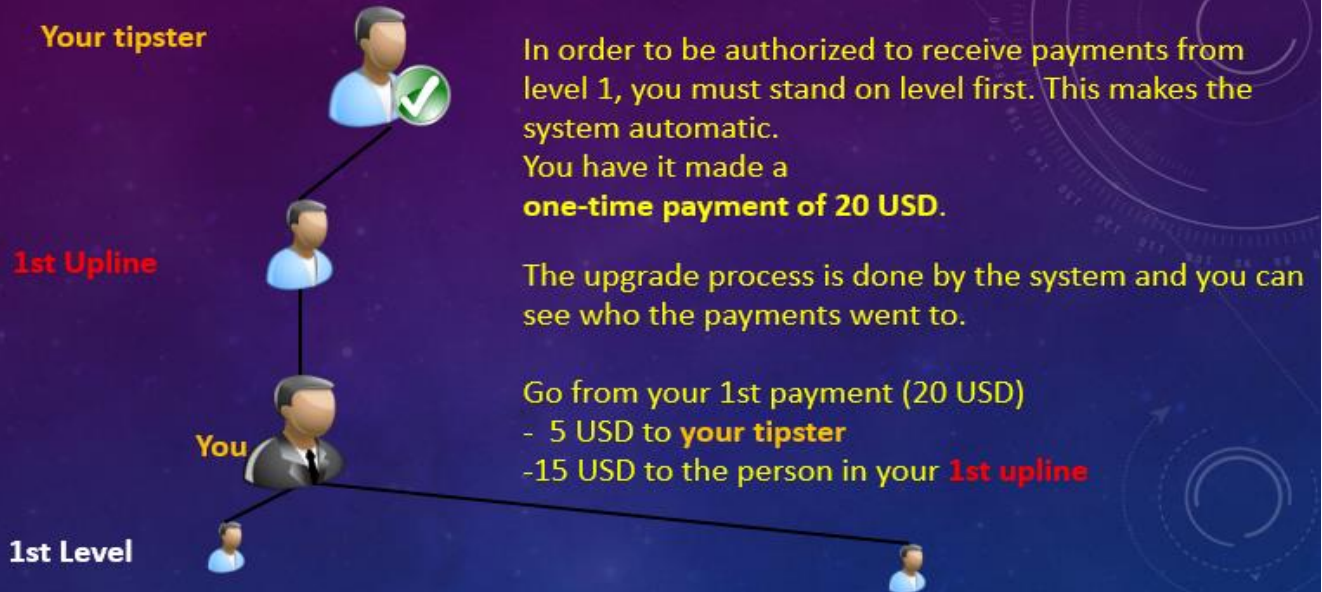 Your tipster
In order to be authorized to receive payments from
level 1, you must stand on level first. This makes the
system automatic.
You have it made a
one-time payment of 20 USD.
1st Upline
The upgrade process is done by the system and you can
see who the payments went to.
Go from your 1st payment (20 USD)
- 5 USD to your tipster
-15 USD to the person in your 1st upline
You
1st Level